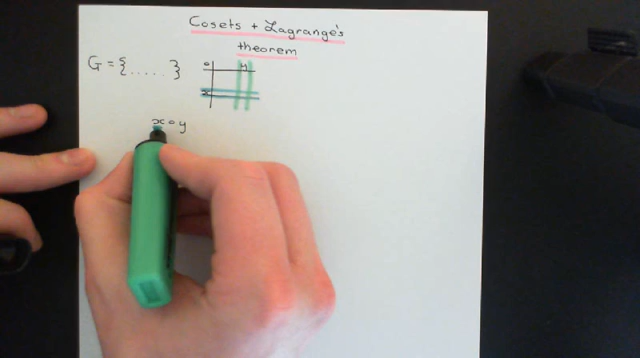 Cosets + Lagrange's
theorem
G = {.....}
o y
x
x o y